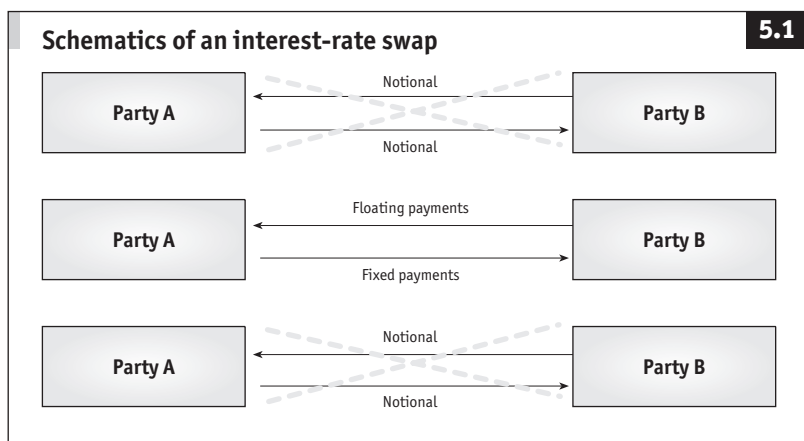 Schematics of an interest-rate swap
5.1
Notional
Party A
Party B
Notional
Floating payments
Party A
Party B
Fixed payments
Notional
Party A
Party B
Notional